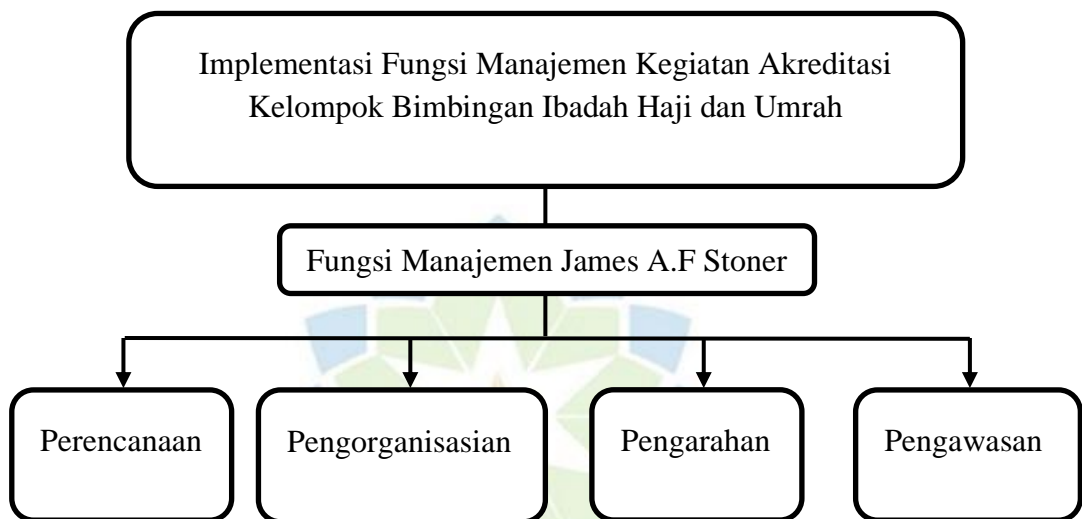 Implementasi Fungsi Manajemen Kegiatan Akreditasi
Kelompok Bimbingan Ibadah Haji dan Umrah
Fungsi Manajemen James A.F Stoner
Perencanaan
Pengorganisasian
Pengarahan
Pengawasan